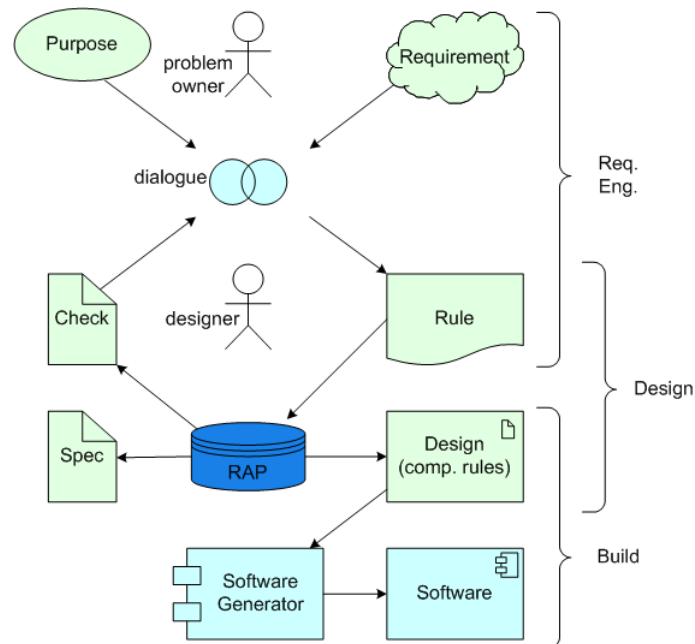 Purpose
problem
owner
Requirement
dialogue
Req.
Eng.
Check
designer
Rule
Design
Spec
RAP
Design
(comp. rules)
Build
Software
Generator
Software